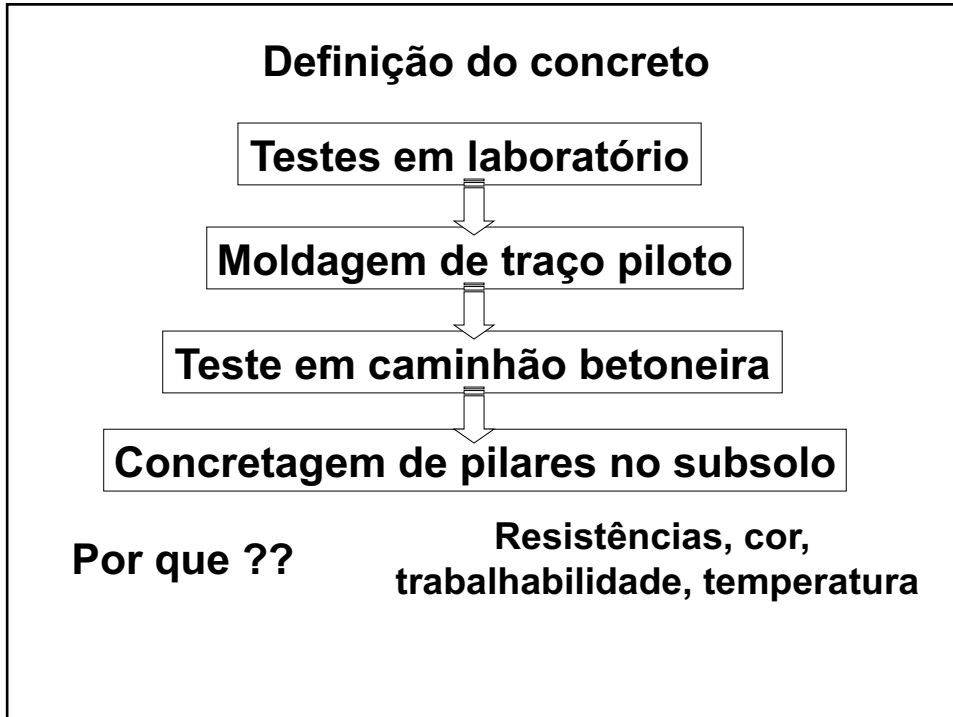 Definição do concreto
Testes em laboratório
Moldagem de traço piloto
Teste em caminhão betoneira
Concretagem de pilares no subsolo
Por que ??
Resistências, cor,
trabalhabilidade, temperatura